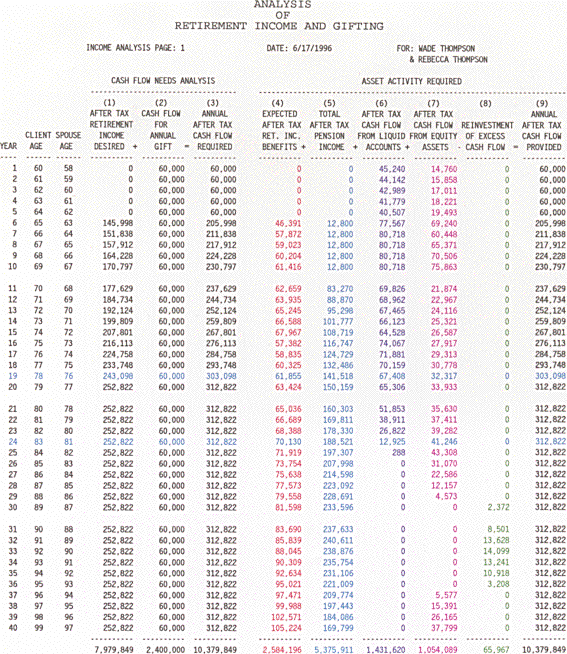 ANALYSIS
OF
RETIREMENT INCOME AND GIFTING
INCOME ANALYSIS PAGE: 1 DATE: 6/17/1996 FOR: WADE THOMPSON
& REBECCA THOMPSON
CASH FLOW NEEDS ANALYSIS ASSET ACTIVITY REQUIRED
(1) (2) (3) (4) (5) (6) (7) (8) (9)
AFTER TAX CASH FLOW ANNUAL EXPECTED TOTAL AFTER TAX AFTER TAX ANNUAL
RETIREMENT FOR AFTER TAX AFTER TAX AFTER TAX CASH FLOW CASH FLOW REINVESTMENT AFTER TAX
CLIENT SPOUSE INCOME ANNUAL CASH FLOW RET. INC. PENSION FROM LIQUID FROM EQUITY OF EXCESS CASH FLOW
YEAR AGE AGE DESIRED + GIFT = REQUIRED BENEFITS + INCOME + ACCOUNTS + ASSETS - CASH FLOW = PROVIDED
1 60 58 0 60,000 60,000 0 0 45,240 14,760 0 60,000
2 61 59 0 60,000 60,000 0 0 44,142 15,858 0 60,000
3 62 60 0 60,000 60,000 0 0 42,989 17,011 0 60,000
4 63 61 0 60,000 60,000 0 0 41,779 18,221 0 60,000
5 64 62 0 60,000 60,000 0 0 40,507 19,493 0 60,000
6 65 63 145,998 60,000 205,998 46,391 12,800 77,567 69,240 0 205,998
7 66 64 151,838 60,000 211,838 57,872 12,800 80,718 60,448 0 211,838
8 67 65 157,912 60,000 217,912 59,023 12,800 80,718 65,371 0 217,912
9 68 66 164,228 60,000 224,228 60,204 12,800 80,718 70,506 0 224,228
10 69 67 170,797 60,000 230,797 61,416 12,800 80,718 75,863 0 230,797
11 70 68 177,629 60,000 237,629 62,659 83,270 69,826 21,874 0 237,629
12 71 69 184,734 60,000 244,734 63,935 88,870 68,962 22,967 0 244,734
13 72 70 192,124 60,000 252,124 65,245 95,298 67,465 24,116 0 252,124
14 73 71 199,809 60,000 259,809 66,588 101,777 66,123 25,321 0 259,809
15 74 72 207,801 60,000 267,801 67,967 108,719 64,528 26,587 0 267,801
16 75 73 216,113 60,000 276,113 57,382 116,747 74,067 27,917 0 276,113
17 76 74 224,758 60,000 284,758 58,835 124,729 71,881 29,313 0 284,758
18 77 75 233,748 60,000 293,748 60,325 132,486 70,159 30,778 0 293,748
19 78 76 243,098 60,000 303,098 61,855 141,518 67,408 32,317 0 303,098
20 79 77 252,822 60,000 312,822 63,424 150,159 65,306 33,933 0 312,822
21 80 78 252,822 60,000 312,822 65,036 160,303 51,853 35,630 0 312,822
22 81 79 252,822 60,000 312,822 66,689 169,811 38,911 37,411 0 312,822
23 82 80 252,822 60,000 312,822 68,388 178,330 26,822 39,282 0 312,822
24 83 81 252,822 60,000 312,822 70,130 188,521 12,925 41,246 0 312,822
25 84 82 252,822 60,000 312,822 71,919 197,307 288 43,308 0 312,822
26 85 83 252,822 60,000 312,822 73,754 207,998 0 31,070 0 312,822
27 86 84 252,822 60,000 312,822 75,638 214,598 0 22,586 0 312,822
28 87 85 252,822 60,000 312,822 77,573 223,092 0 12,157 0 312,822
29 88 86 252,822 60,000 312,822 79,558 228,691 0 4,573 0 312,822
30 89 87 252,822 60,000 312,822 81,598 233,596 0 0 2,372 312,822
31 90 88 252,822 60,000 312,822 83,690 237,633 0 0 8,501 312,822
32 91 89 252,822 60,000 312,822 85,839 240,611 0 0 13,628 312,822
33 92 90 252,822 60,000 312,822 88,045 238,876 0 0 14,099 312,822
34 93 91 252,822 60,000 312,822 90,309 235,754 0 0 13,241 312,822
35 94 92 252,822 60,000 312,822 92,634 231,106 0 0 10,918 312,822
36 95 93 252,822 60,000 312,822 95,021 221,009 0 0 3,208 312,822
37 96 94 252,822 60,000 312,822 97,471 209,774 0 5,577 0 312,822
38 97 95 252,822 60,000 312,822 99,988 197,443 0 15,391 0 312,822
39 98 96 252,822 60,000 312,822 102,571 184,086 0 26,165 0 312,822
40 99 97 252,822 60,000 312,822 105,224 169,799 0 37,799 0 312,822
7,979,849 2,400,000 10,379,849 2,584,196 5,375,911 1,431,620 1,054,089 65,967 10,379,849